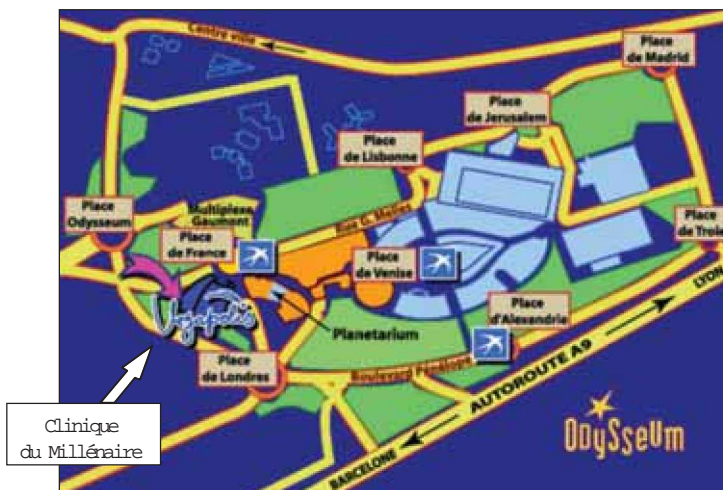 Centre ville
Place
de Madrid
Place
de Jerusalem
Place
de Lisbonne
Place
Odysseum
Multiplexe
Gaumont
Place
de France
Rue G. Melies
Place
de Venise
Place
de Troie
LYON
Place
d'Alexandrie
Vegapolis
Planetarium
Place
de Londres
Boulevard Pénélope
AUTOROUTE A9
BARCELONE
Clinique
du Millénaire
ODYSSEUM